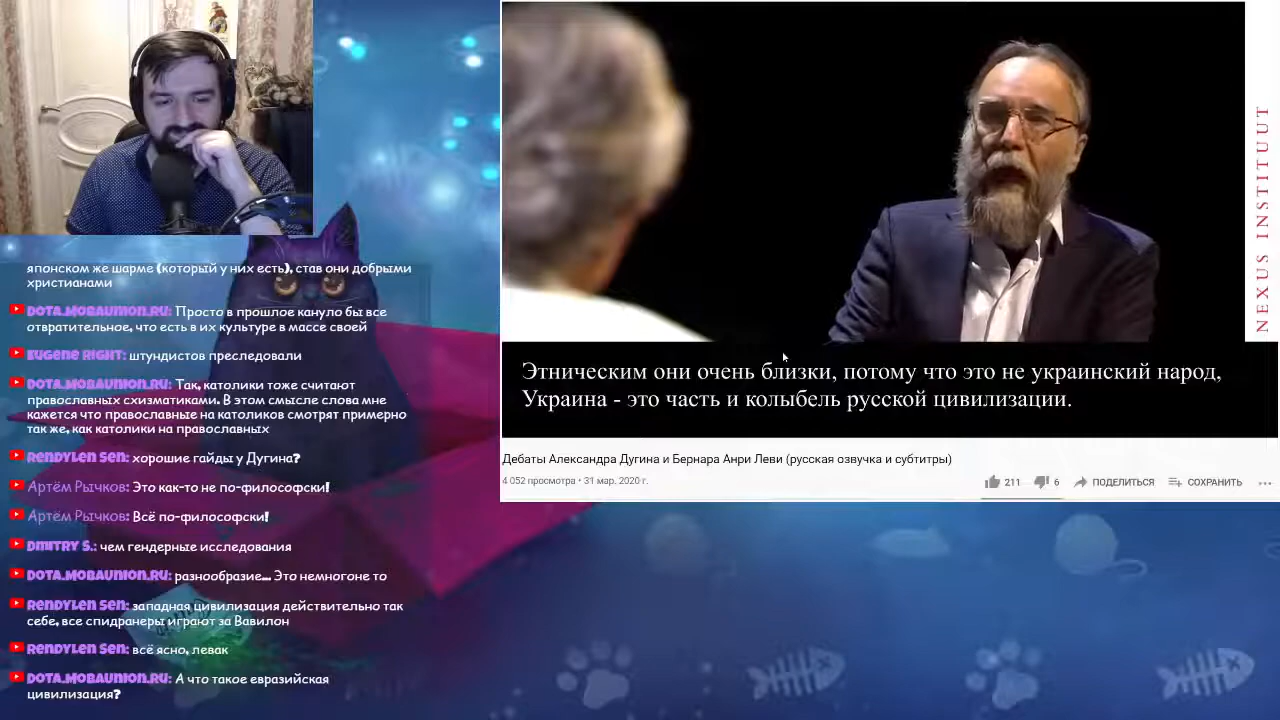 японском же шарме (который у них есть), став они добрыми
христианами
DOTA.MOBAUNION.RU: Просто в прошлое кануло бы все
отвратительное, что есть в их культуре в массе своей
EUGENE RIGHT: штундистов преследовали
DOTA.MOBAUNION.RU: Так, католики тоже считают
православных схизматиками. В этом смысле слова мне
кажется что православные на католиков смотрят примерно
так же, как католики на православных
RENDYLEN SEN: хорошие гайды у Дугина?
Артём Рычков: Это как-то не по-философски!
Артём Рычков: Всё по-философски!
DMITRY S.: чем гендерные исследования
DOTA.MOBAUNION.RU: разнообразие... Это немногоне то
RENDYLEN SEN: западная цивилизация действительно так
себе, все спидранеры играют за Вавилон
RENDYLEN SEN: всё ясно, левак
DOTA.MOBAUNION.RU: А что такое евразийская
цивилизация?
NEXUS INSTITUUT
Этническим они очень близки, потому что это не украинский народ,
Украина - это часть и колыбель русской цивилизации.
Дебаты Александра Дугина и Бернара Анри Леви (русская озвучка и субтитры)
4 052 просмотра • 31 мар. 2020 г.
211 6 ПОДЕЛИТЬСЯ СОХРАНИТЬ